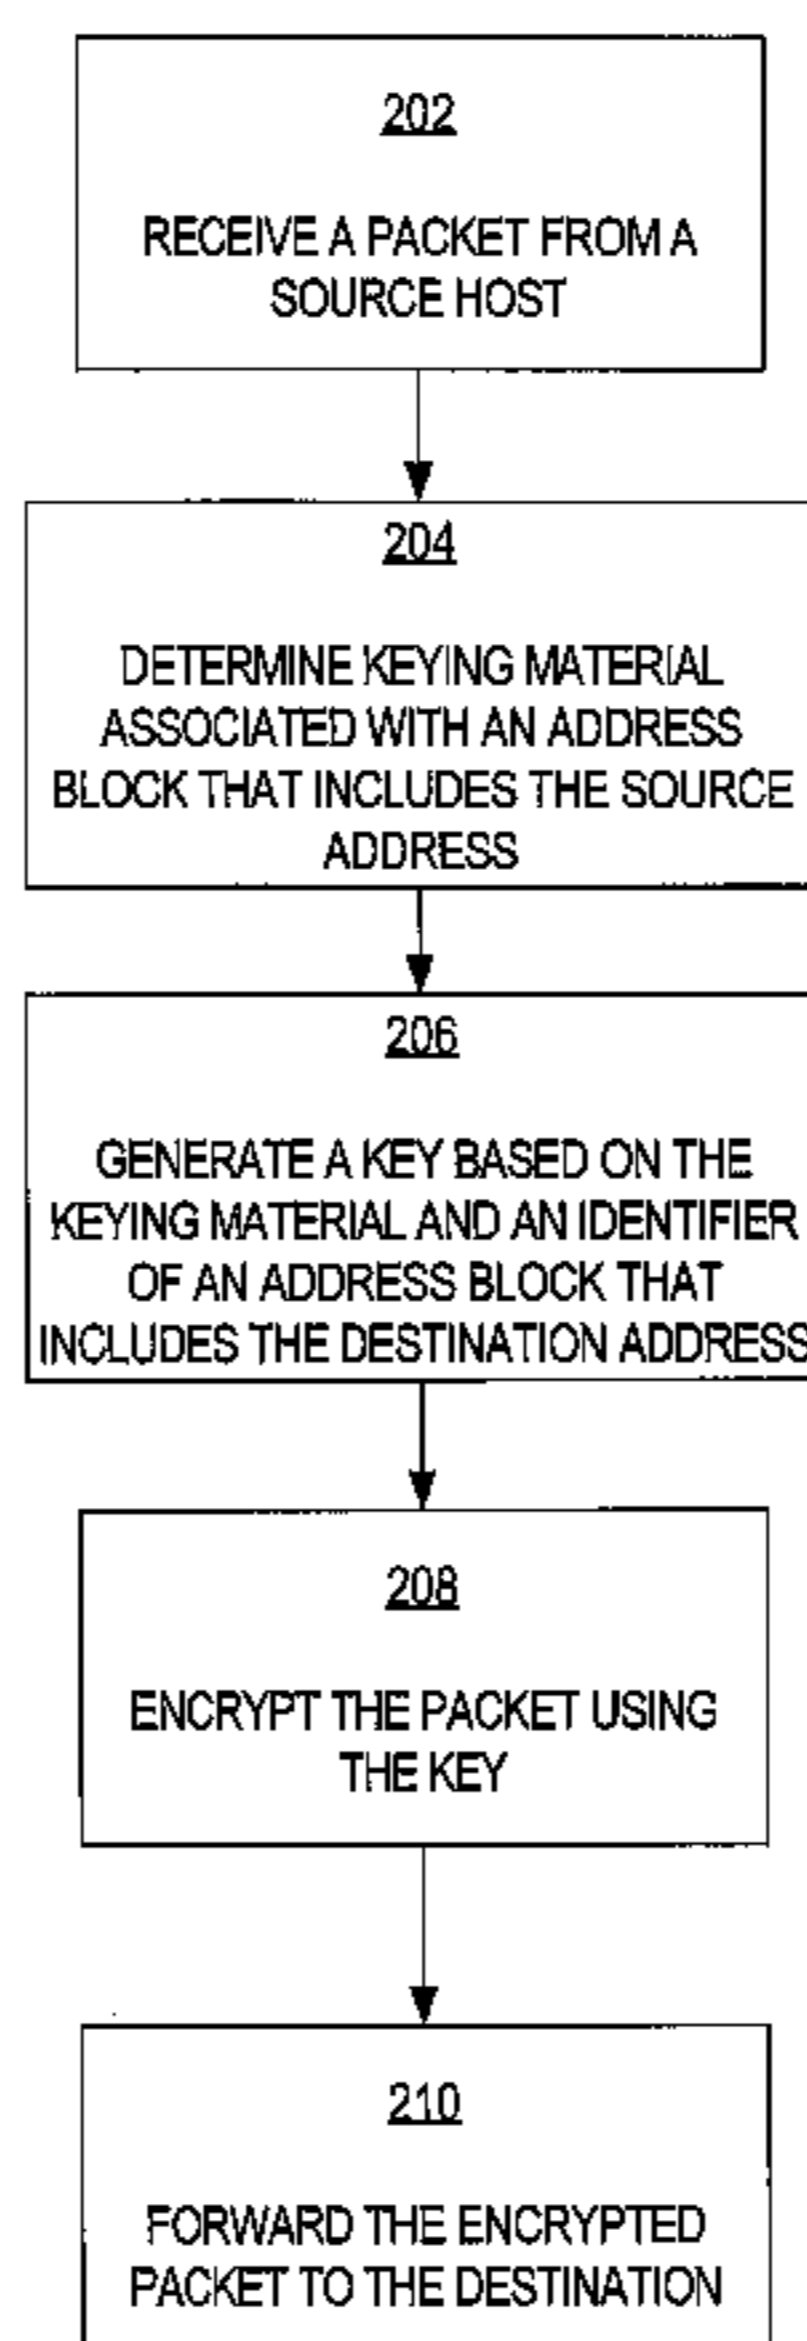 202
RECEIVE A PACKET FROM A
SOURCE HOST
204
DETERMINE KEYING MATERIAL
ASSOCIATED WITH AN ADDRESS
BLOCK THAT INCLUDES THE SOURCE
ADDRESS
206
GENERATE A KEY BASED ON THE
KEYING MATERIAL AND AN IDENTIFIER
OF AN ADDRESS BLOCK THAT
INCLUDES THE DESTINATION ADDRESS
208
ENCRYPT THE PACKET USING
THE KEY
210
FORWARD THE ENCRYPTED
PACKET TO THE DESTINATION